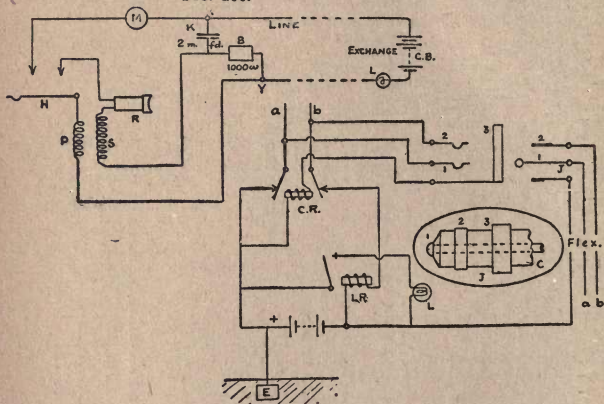 M
K
LINE
2 m. fd.
B
1000ω
EXCHANGE
C.B.
L
Y
H
R
P
S
a b
2
3
2
1
1
J
C.R.
1 2 3
Flex.
J
C
+
L.R.
L
+
a b
E